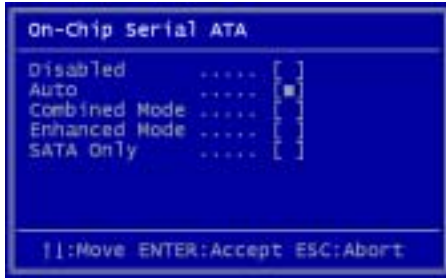 On-Chip Serial ATA
Disabled ..... [ ]
Auto ..... [■]
Combined Mode ..... [ ]
Enhanced Mode ..... [ ]
SATA Only ..... [ ]
↑↓:Move ENTER:Accept ESC:Abort